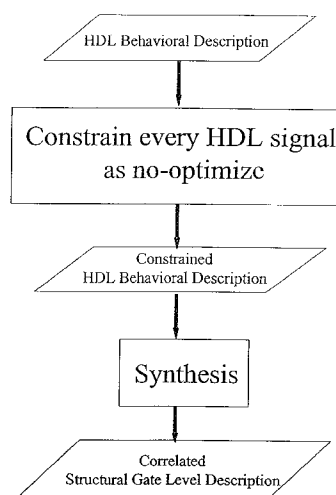 HDL Behavioral Description
Constrain every HDL signal
as no-optimize
Constrained
HDL Behavioral Description
Synthesis
Correlated
Structural Gate Level Description